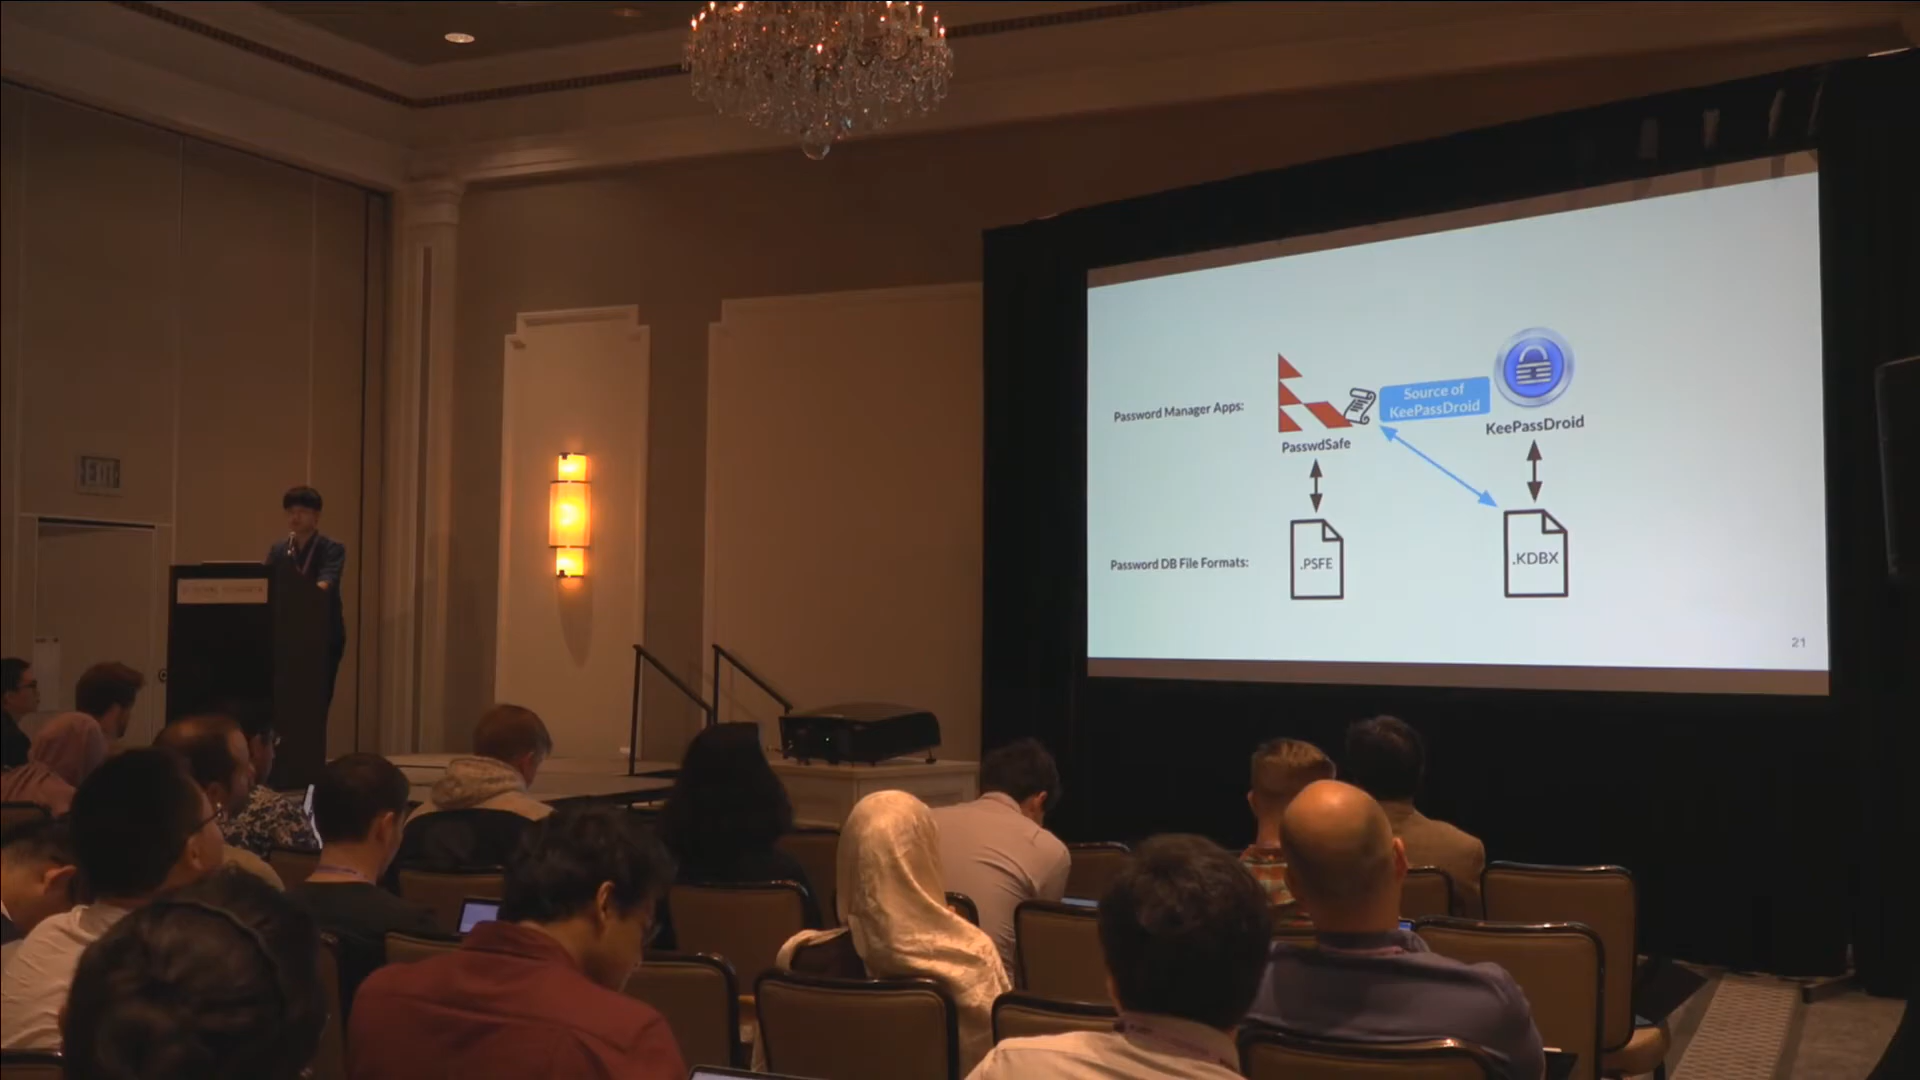 EXIT
Password Manager Apps:
Source of
KeePassDroid
PasswdSafe
KeePassDroid
Password DB File Formats:
.PSFE
.KDBX
21